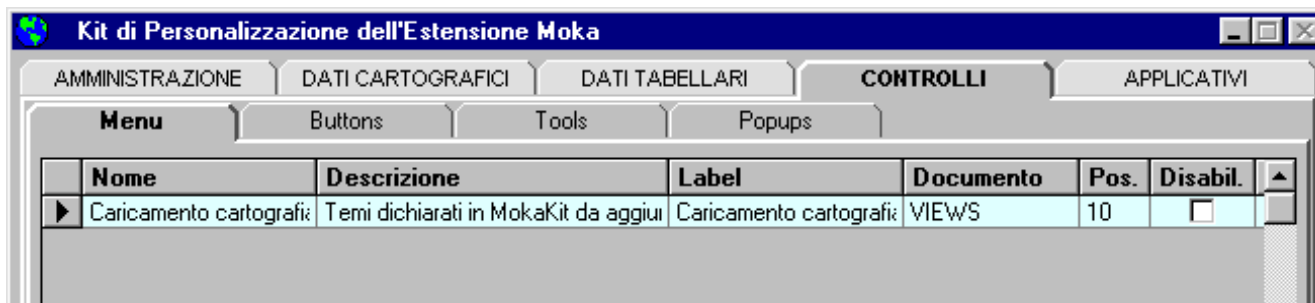 Kit di Personalizzazione dell'Estensione Moka
AMMINISTRAZIONE DATI CARTOGRAFICI DATI TABELLARI CONTROLLI APPLICATIVI
Menu Buttons Tools Popups
Nome Descrizione Label Documento Pos. Disabil.
Caricamento cartografia Temi dichiarati in MokaKit da Caricamento cartografia VIEWS 10